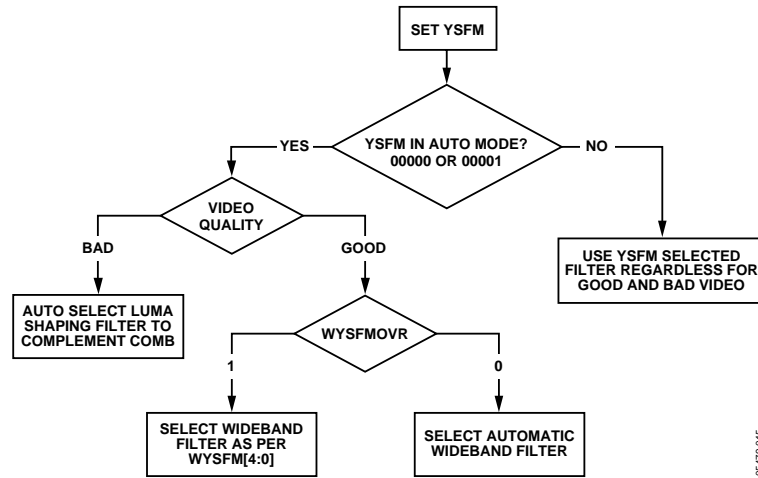 SET YSFM
YSFM IN AUTO MODE?
00000 OR 00001
YES
NO
VIDEO
QUALITY
BAD
GOOD
USE YSFM SELECTED
FILTER REGARDLESS FOR
GOOD AND BAD VIDEO
AUTO SELECT LUMA
SHAPING FILTER TO
COMPLEMENT COMB
WYSFMOVR
1
0
SELECT WIDEBAND
FILTER AS PER
WYSFM[4:0]
SELECT AUTOMATIC
WIDEBAND FILTER